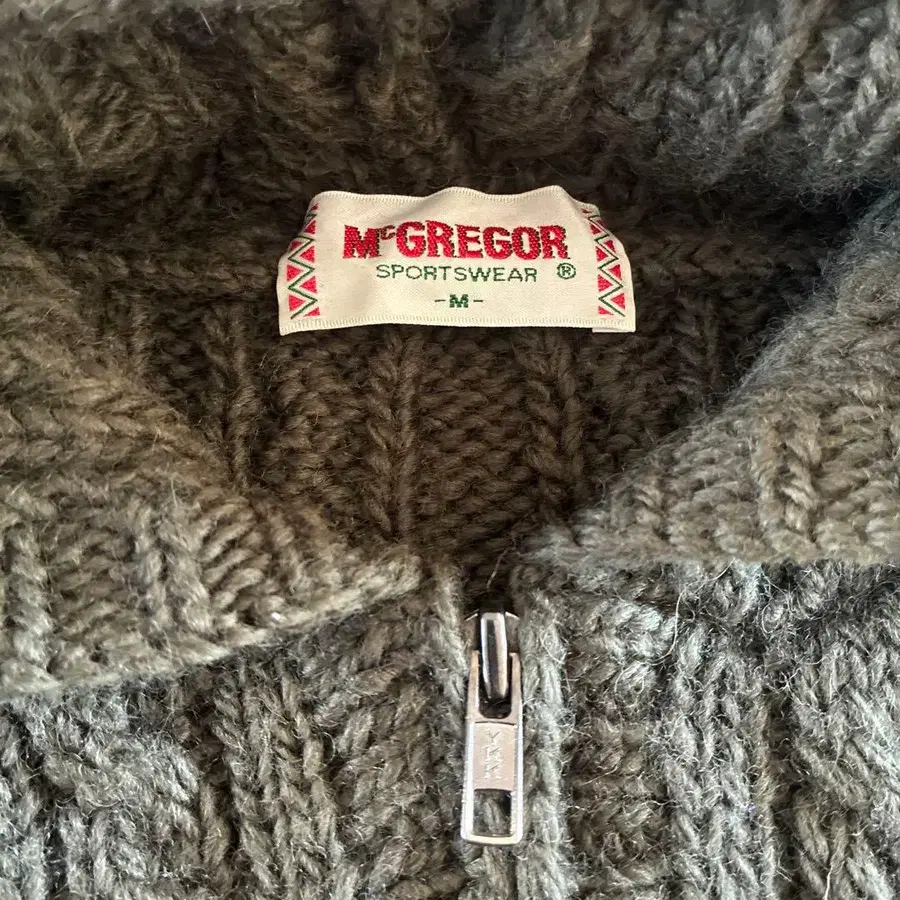 McGREGOR
SPORTSWEAR ®
-M-
YKK